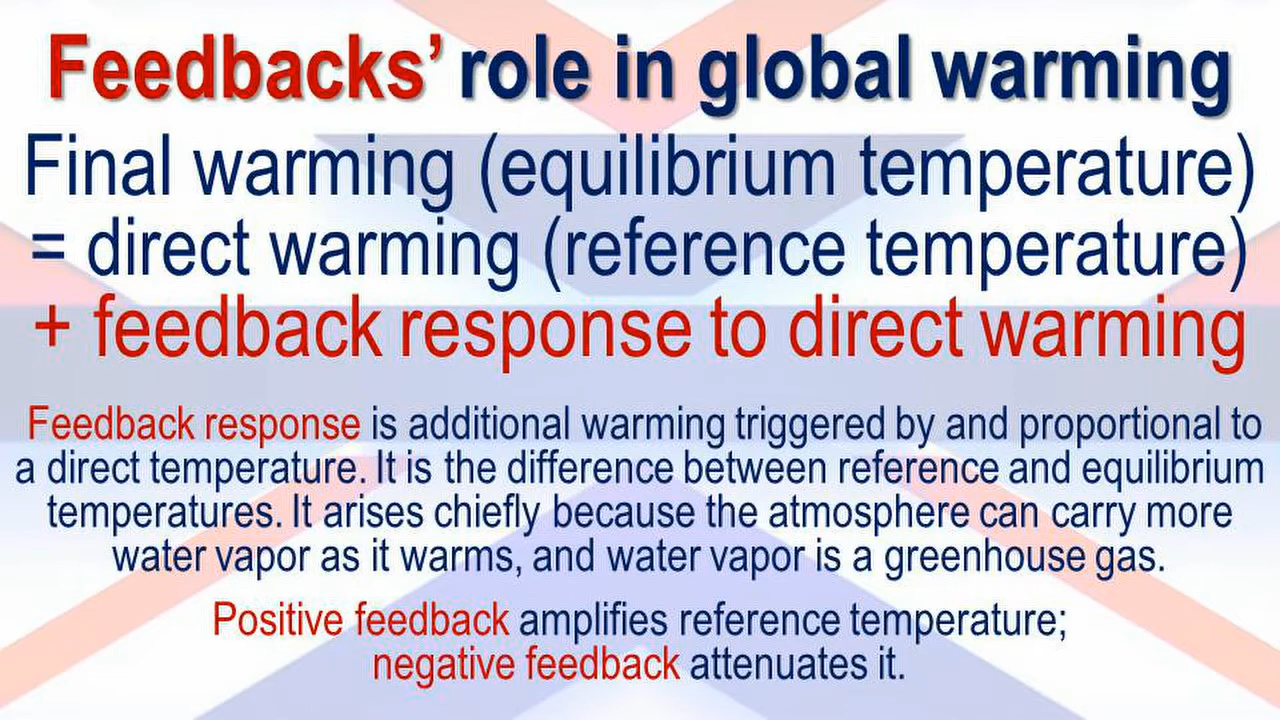 Feedbacks’ role in global warming
Final warming (equilibrium temperature)
= direct warming (reference temperature)
+ feedback response to direct warming
Feedback response is additional warming triggered by and proportional to
a direct temperature. It is the difference between reference and equilibrium
temperatures. It arises chiefly because the atmosphere can carry more
water vapor as it warms, and water vapor is a greenhouse gas.
Positive feedback amplifies reference temperature;
negative feedback attenuates it.